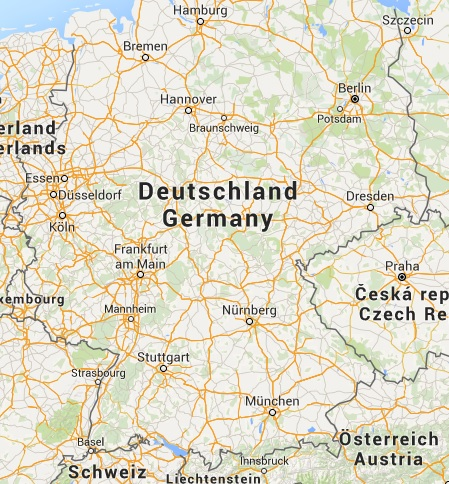 Hamburg
Szczecin
Bremen
Berlin
Hannover
Potsdam
Braunschweig
erland
erlands
Essen
Düsseldorf
Deutschland
Germany
Dresden
Köln
Frankfurt
am Main
Praha
xembourg
Česká rep
Czech Re
Mannheim
Nürnberg
Stuttgart
Strasbourg
München
Basel
Österreich
Austria
Schweiz
Innsbruck
Liechtenstein